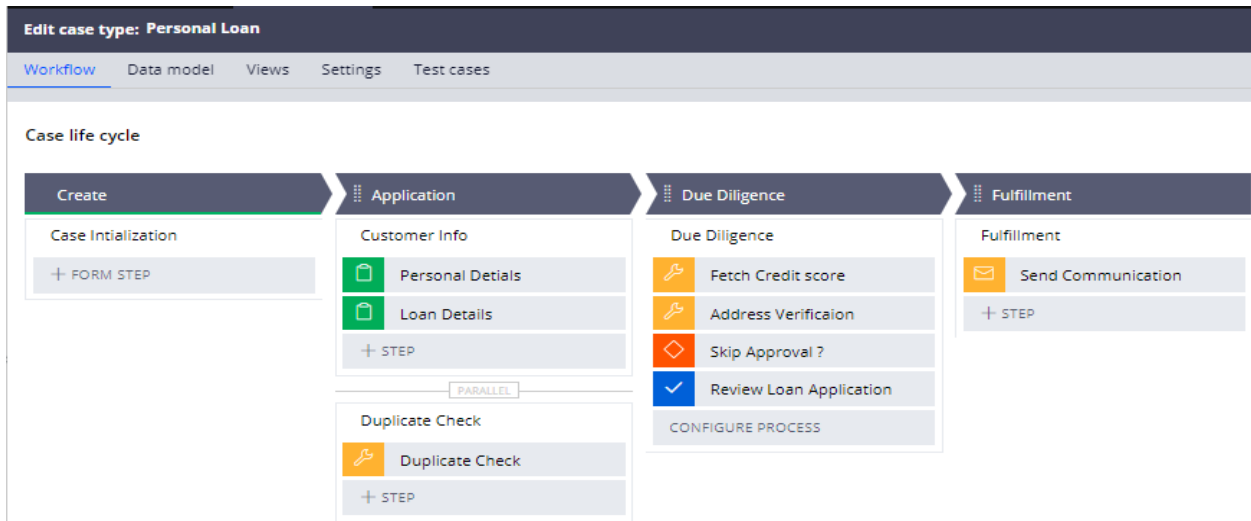 Edit case type: Personal Loan
Workflow Data model Views Settings Test cases
Case life cycle
Create
Case Intialization
+ FORM STEP
Application
Customer Info
Personal Detials
Loan Details
+ STEP
PARALLEL
Duplicate Check
Duplicate Check
+ STEP
Due Diligence
Due Diligence
Fetch Credit score
Address Verificaion
Skip Approval ?
Review Loan Application
CONFIGURE PROCESS
Fulfillment
Fulfillment
Send Communication
+ STEP